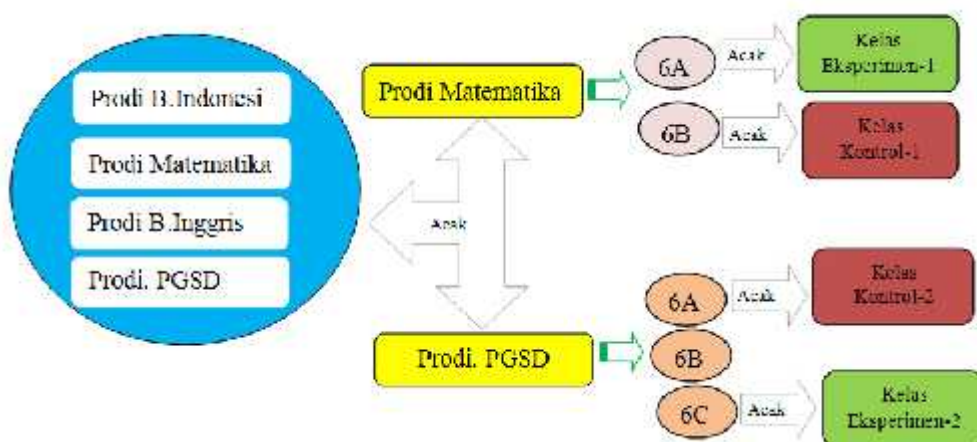 Prodi B.Indonesi
Prodi Matematika
Prodi B.Inggris
Prodi. PGSD
Acak
Prodi Matematika
6A
Acak
Kelas
Eksperimen-1
6B
Acak
Kelas
Kontrol-1
Prodi. PGSD
6A
Acak
Kelas
Kontrol-2
6B
6C
Acak
Kelas
Eksperimen-2